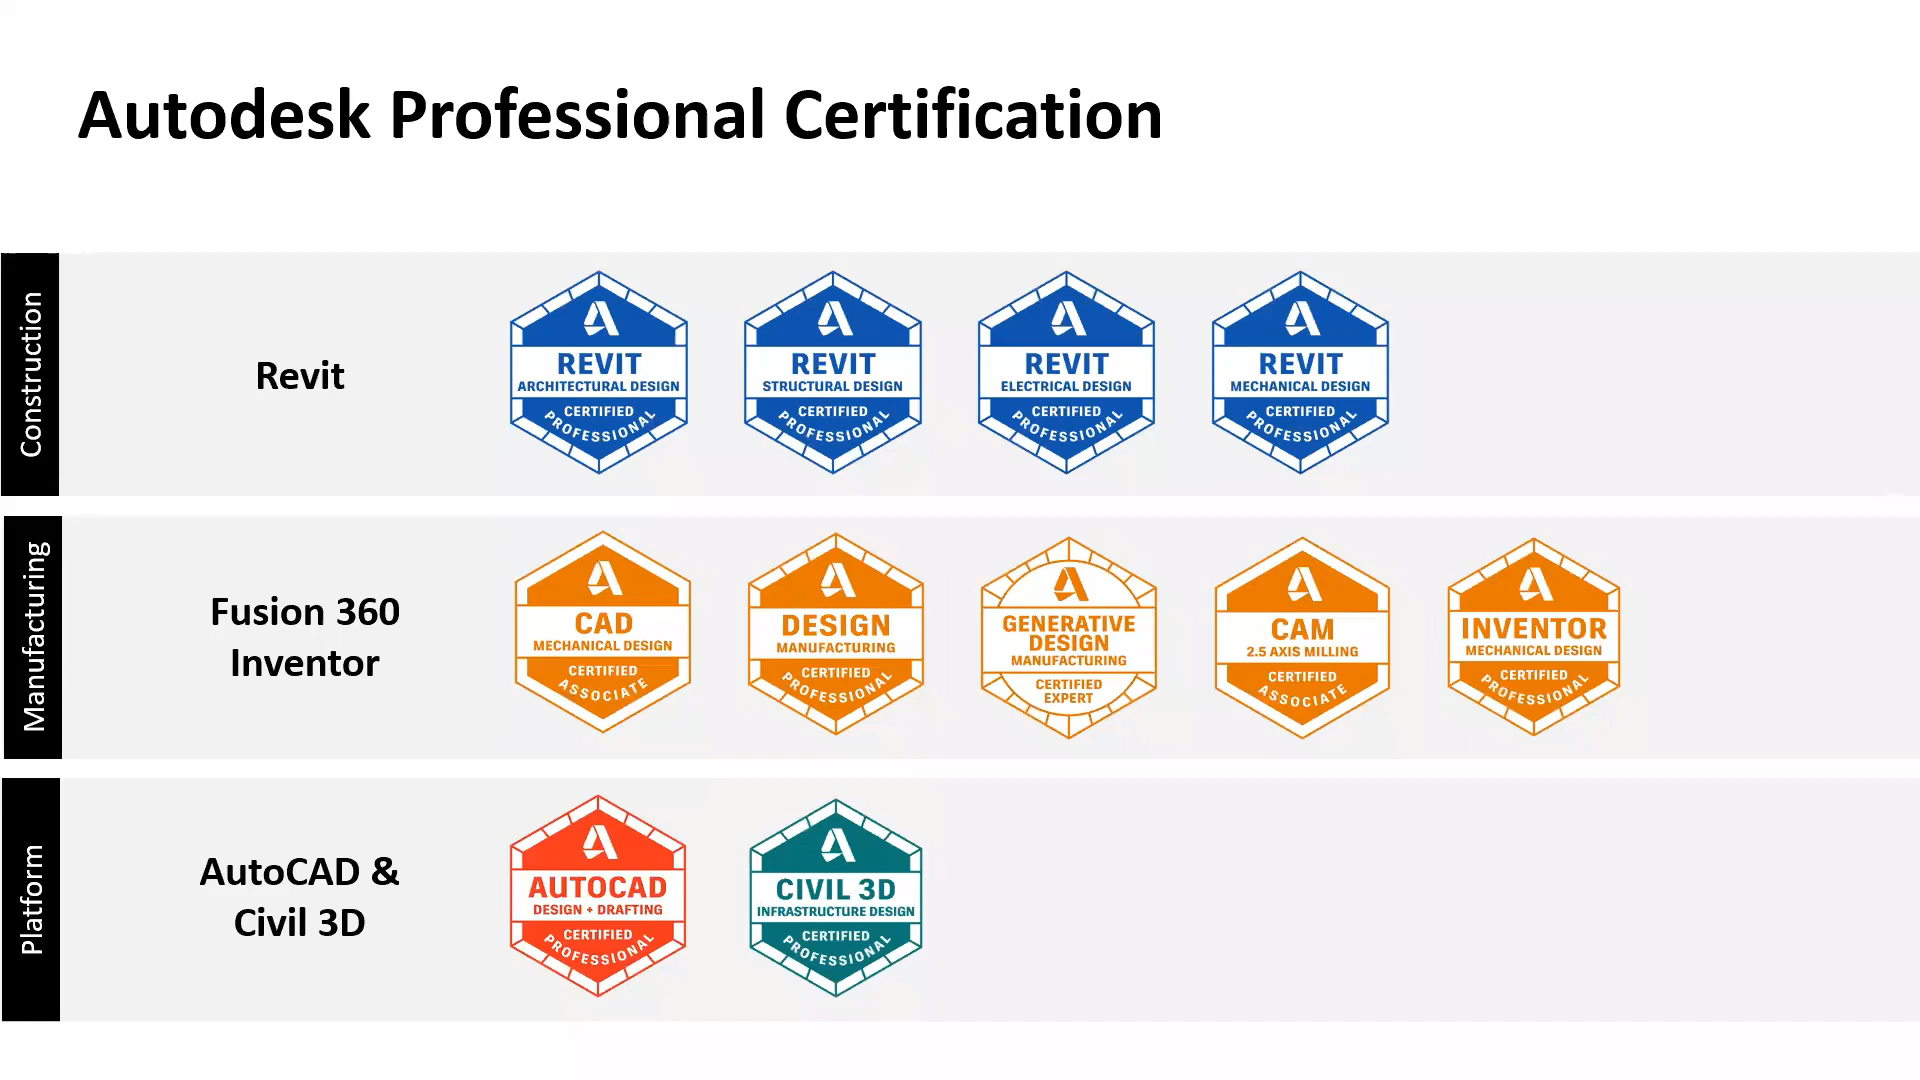 Autodesk Professional Certification
Construction
Revit
REVIT
ARCHITECTURAL DESIGN
CERTIFIED
PROFESSIONAL
REVIT
STRUCTURAL DESIGN
CERTIFIED
PROFESSIONAL
REVIT
ELECTRICAL DESIGN
CERTIFIED
PROFESSIONAL
REVIT
MECHANICAL DESIGN
CERTIFIED
PROFESSIONAL
Manufacturing
Fusion 360
Inventor
CAD
MECHANICAL DESIGN
CERTIFIED
ASSOCIATE
DESIGN
MANUFACTURING
CERTIFIED
PROFESSIONAL
GENERATIVE
DESIGN
MANUFACTURING
CERTIFIED
EXPERT
CAM
2.5 AXIS MILLING
CERTIFIED
ASSOCIATE
INVENTOR
MECHANICAL DESIGN
CERTIFIED
PROFESSIONAL
Platform
AutoCAD &
Civil 3D
AUTOCAD
DESIGN + DRAFTING
CERTIFIED
PROFESSIONAL
CIVIL 3D
INFRASTRUCTURE DESIGN
CERTIFIED
PROFESSIONAL